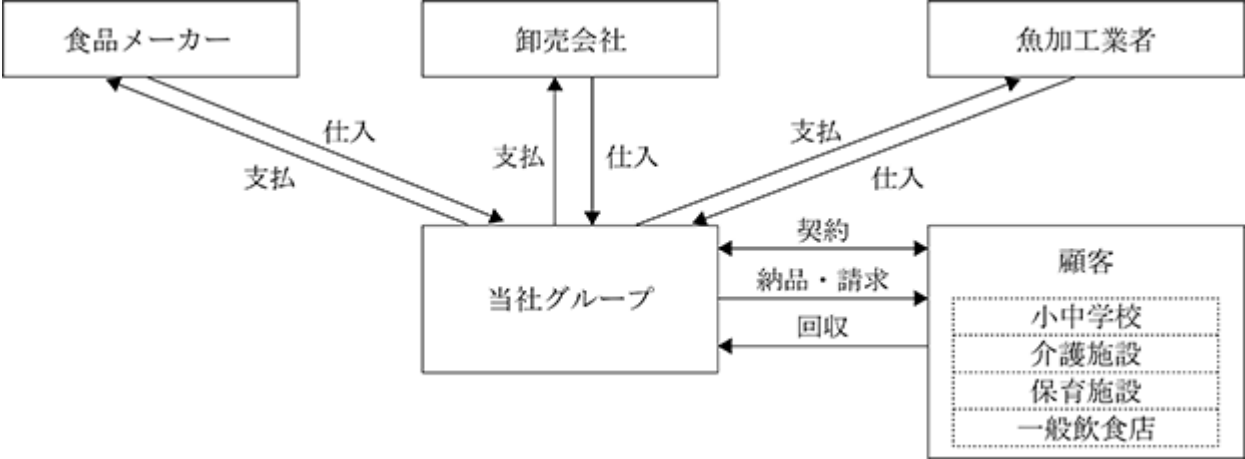 食品メーカー
卸売会社
魚加工業者
仕入
支払
支払
仕入
支払
仕入
当社グループ
契約
納品・請求
回収
顧客
小中学校
介護施設
保育施設
一般飲食店